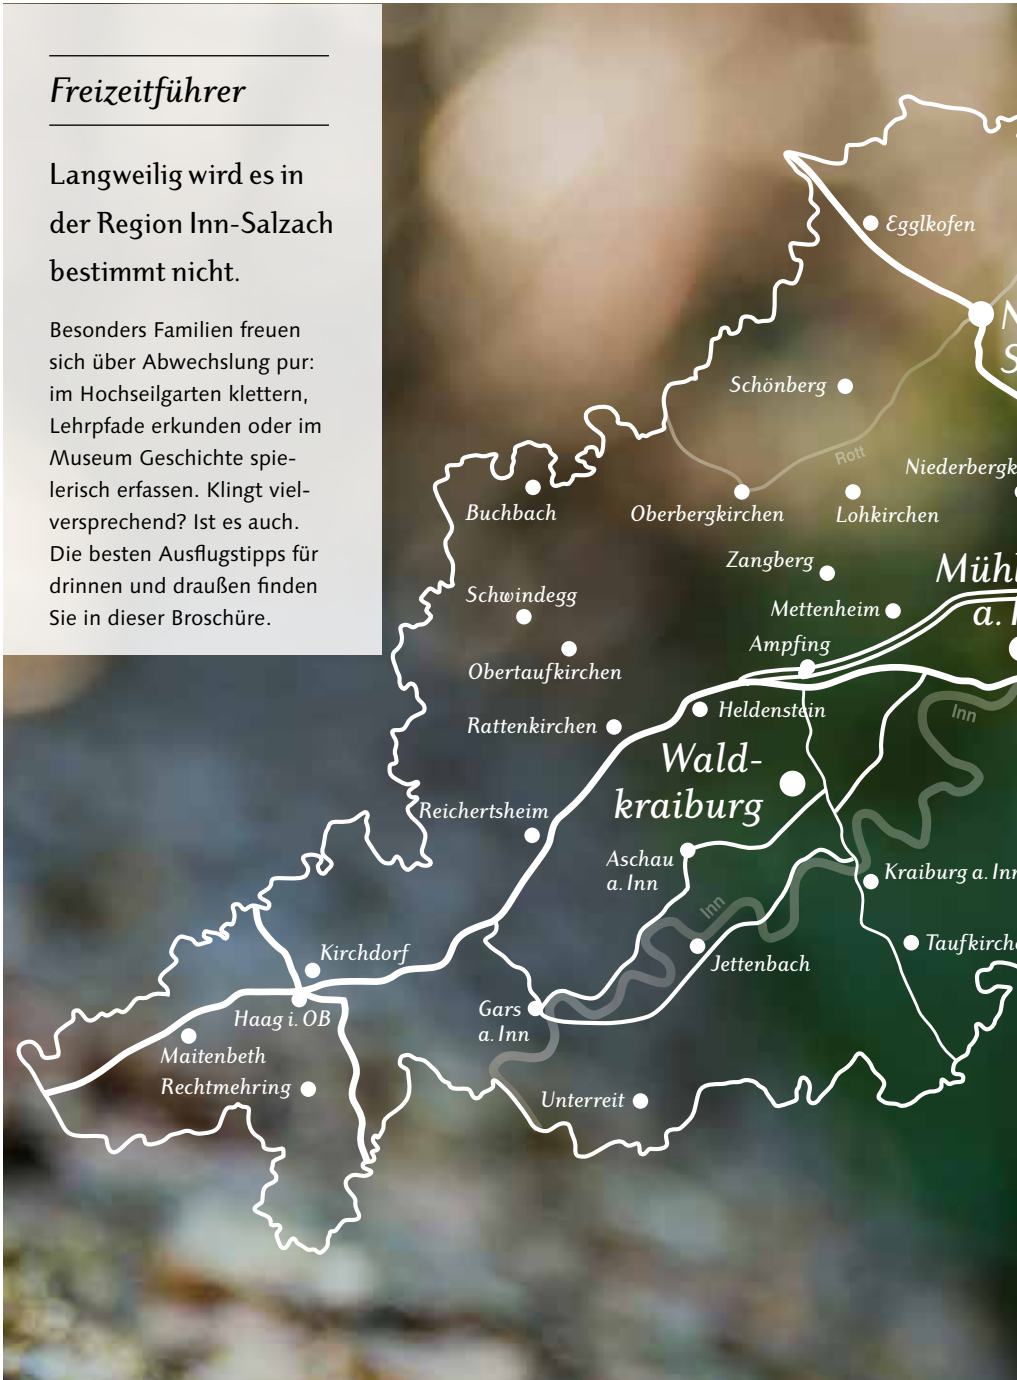 Freizeitführer
Langweilig wird es in
der Region Inn-Salzach
bestimmt nicht.
Besonders Familien freuen
sich über Abwechslung pur:
im Hochseilgarten klettern,
Lehrpfade erkunden oder im
Museum Geschichte spie-
lerisch erfassen. Klingt viel-
versprechend? Ist es auch.
Die besten Ausflugstipps für
drinnen und draußen finden
Sie in dieser Broschüre.
Egglkofen
N
S
Schönberg
Rott
Niederbergk
Buchbach
Oberbergkirchen
Lohkirchen
Zangberg
Mühl
a. I
Schwindegg
Mettenheim
Ampfing
Obertaufkirchen
Rattenkirchen
Heldenstein
Inn
Wald-
kraiburg
Reichertsheim
Aschau
a. Inn
Kraiburg a. Inn
Inn
Kirchdorf
Jettenbach
Taufkirche
Gars
a. Inn
Haag i. OB
Maitenbeth
Rechtmehring
Unterreit